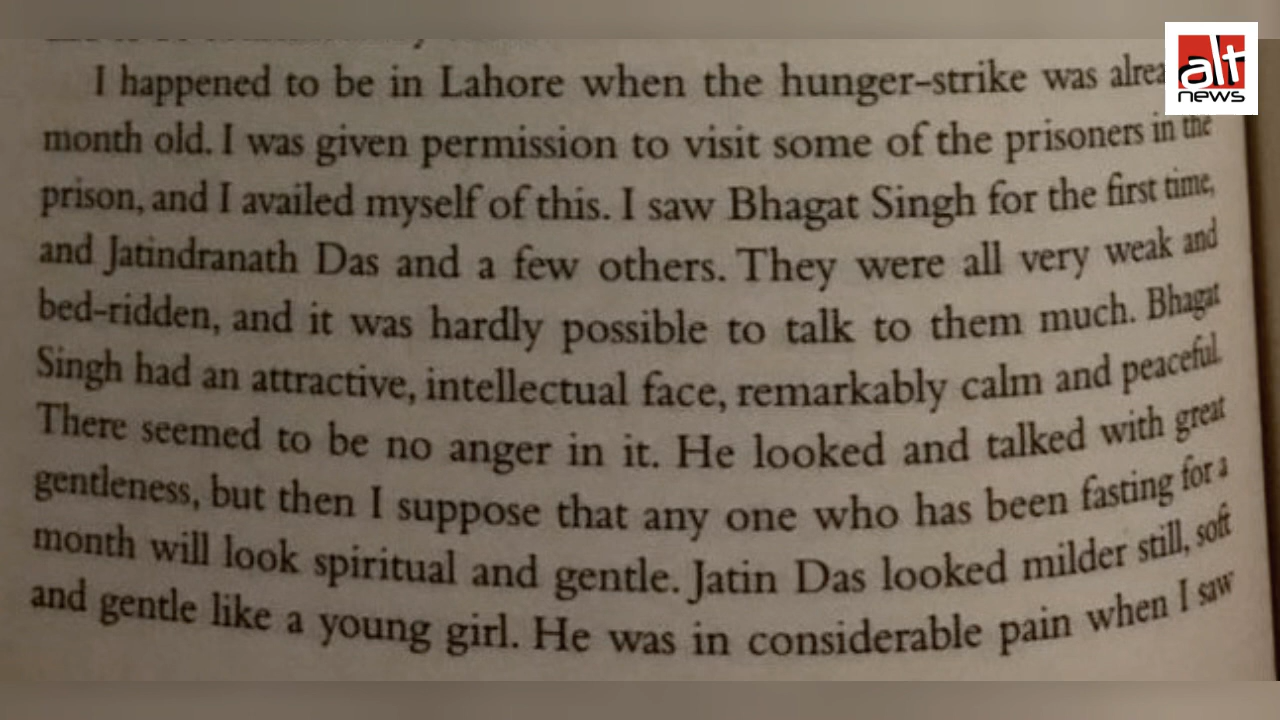 I happened to be in Lahore when the hunger-strike was
month old. I was given permission to visit some of the prisoners in the
prison, and I availed myself of this. I saw Bhagat Singh for the first time,
and Jatindranath Das and a few others. They were all very weak and
bed-ridden, and it was hardly possible to talk to them much. Bhagat
Singh had an attractive, intellectual face, remarkably calm and peaceful.
There seemed to be no anger in it. He looked and talked with great
gentleness, but then I suppose that any one who has been fasting for a
month will look spiritual and gentle. Jatin Das looked milder still, soft
and gentle like a young girl. He was in considerable pain when I saw
alt
news